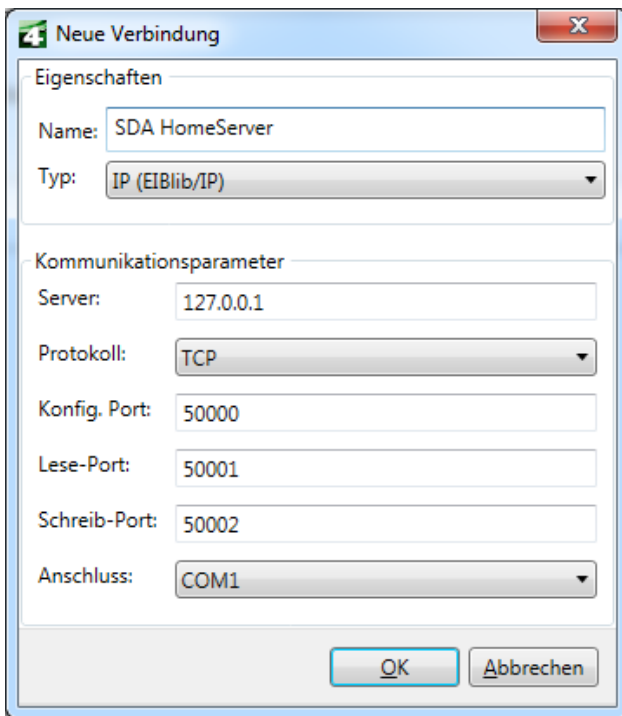 4 Neue Verbindung
Eigenschaften
Name: SDA HomeServer
Typ: IP (EIBlib/IP)
Kommunikationsparameter
Server: 127.0.0.1
Protokoll: TCP
Konfig. Port: 50000
Lese-Port: 50001
Schreib-Port: 50002
Anschluss: COM1
OK Abbrechen